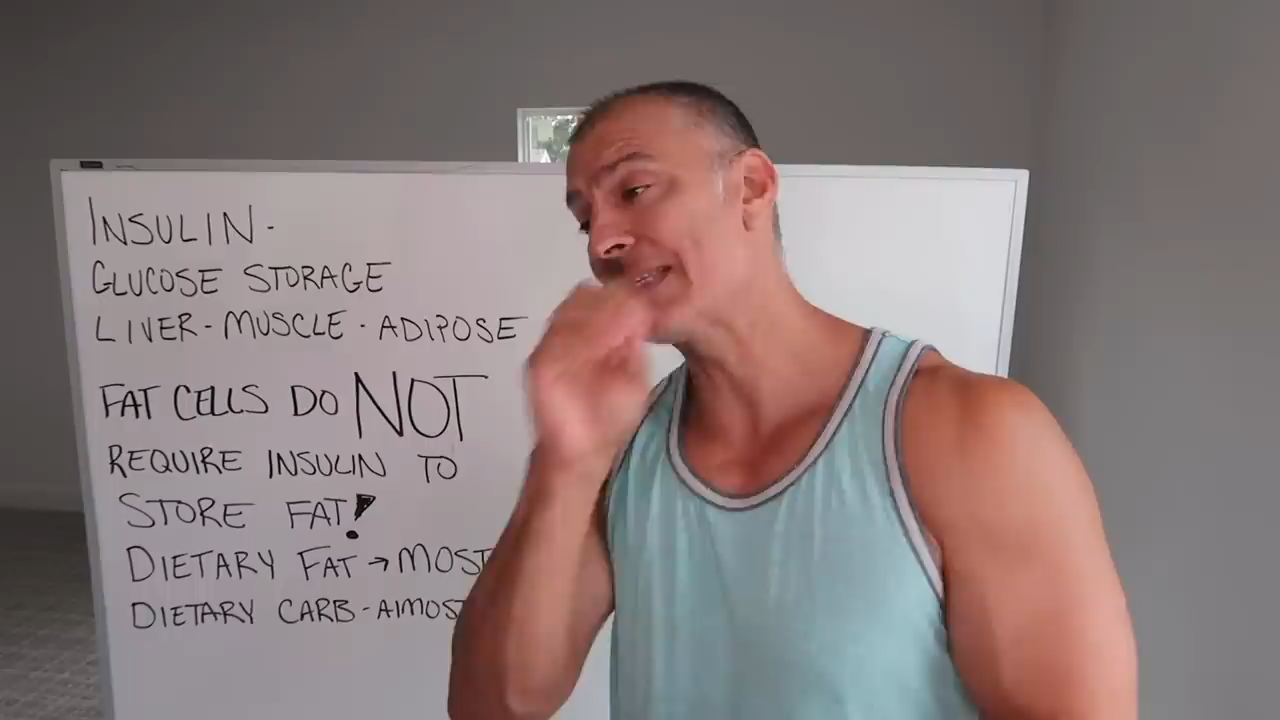 INSULIN -
GLUCOSE STORAGE
LIVER - MUSCLE - ADIPOSE
FAT CELLS DO NOT
REQUIRE INSULIN TO
STORE FAT!
DIETARY FAT → MOST
DIETARY CARB - AlMOST